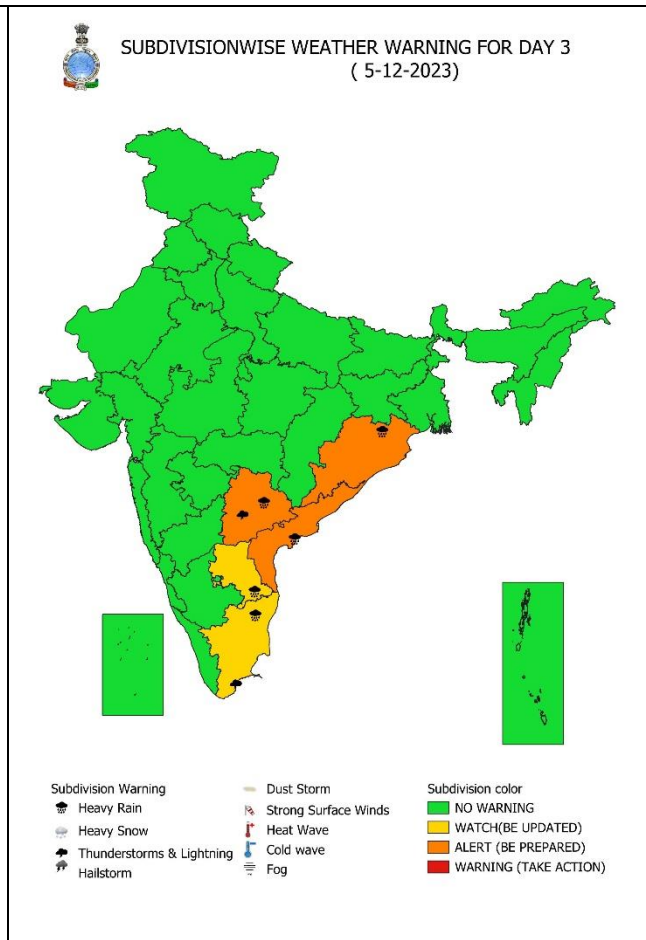 SUBDIVISIONWISE WEATHER WARNING FOR DAY 3
( 5-12-2023)
Subdivision Warning
Heavy Rain
Heavy Snow
Thunderstorms & Lightning
Hailstorm
Dust Storm
Strong Surface Winds
Heat Wave
Cold wave
Fog
Subdivision color
NO WARNING
WATCH(BE UPDATED)
ALERT (BE PREPARED)
WARNING (TAKE ACTION)